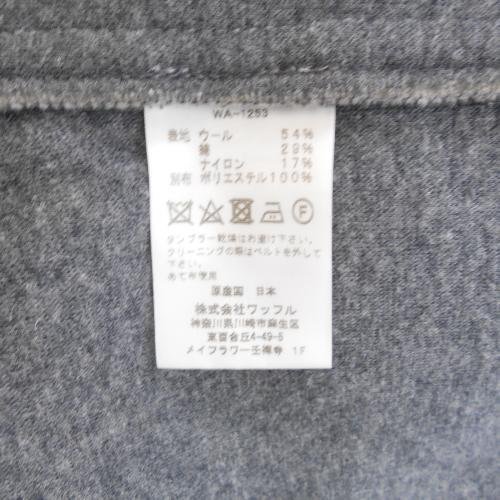 WA-1253
表地 ウール 54%
綿 29%
ナイロン 17%
別布 ポリエステル100%
F
タンブラー乾燥はお避け下さい。
クリーニングの際はベルトを外して
下さい。
あて布使用
原産国 日本
株式会社ワッフル
神奈川県川崎市麻生区
東百合丘4-49-5
メイフラワー壬禅寺 1F